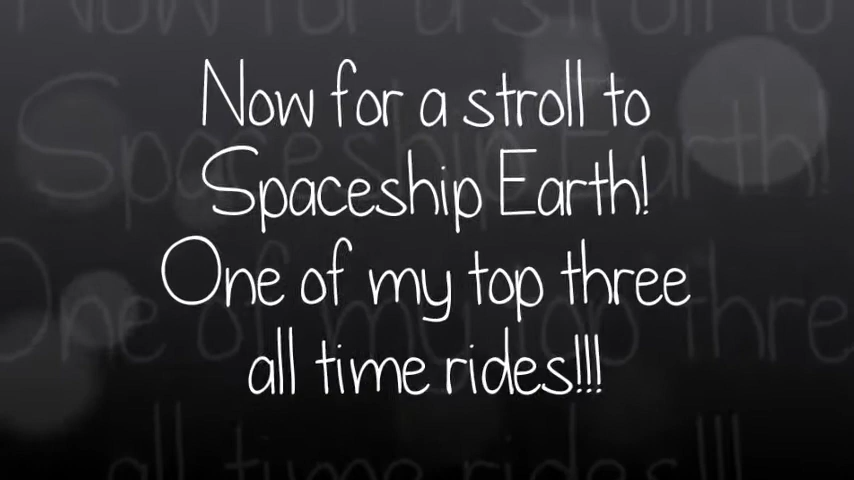 Now for a stroll to
Spaceship Earth!
One of my top three
all time rides!!!